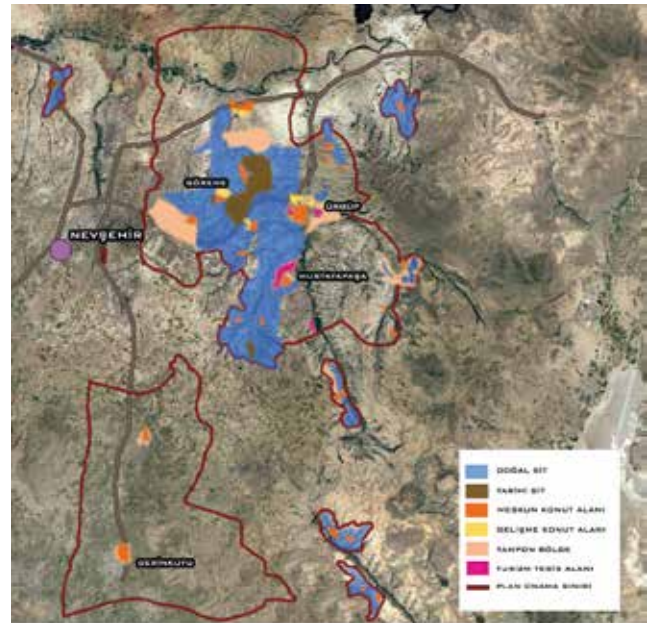 GÖREME
ÜRGÜP
NEVŞEHİR
MUSTAFAPAŞA
DERİNKUYU
DOĞAL SİT
TARİHİ SİT
MESKUN KONUT ALANI
GELİŞME KONUT ALANI
TAMPON BÖLGE
TURİZM TESİS ALANI
PLAN ONAMA SINIRI